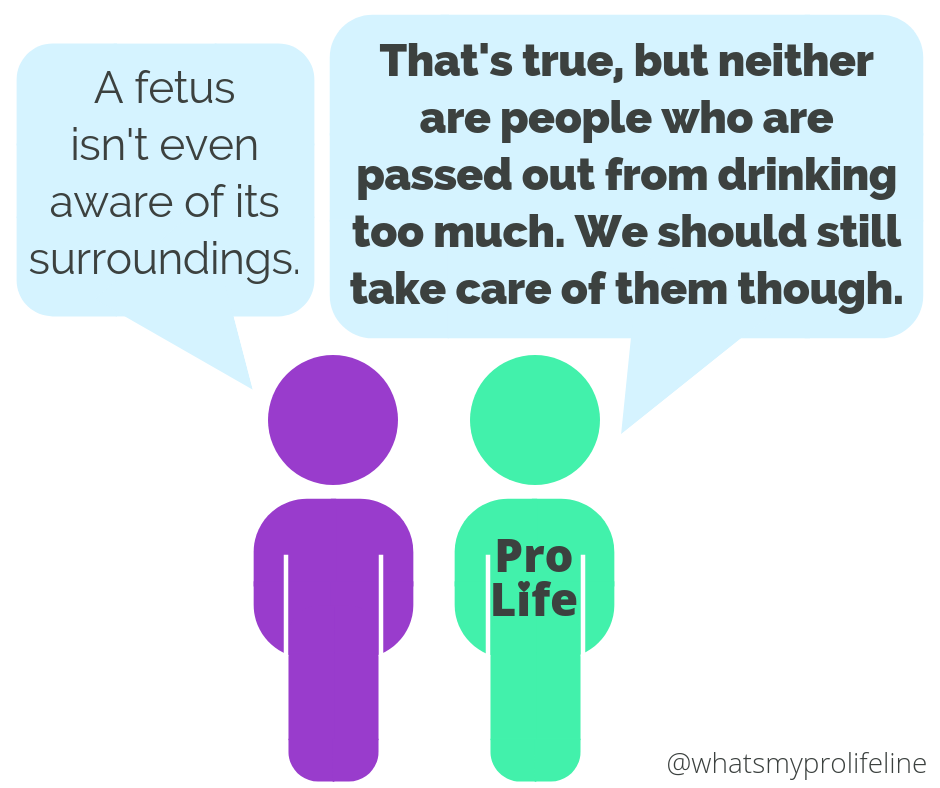 A fetus
isn't even
aware of its
surroundings.
That's true, but neither
are people who are
passed out from drinking
too much. We should still
take care of them though.
Pro
Life
@whatsmyprolifeline